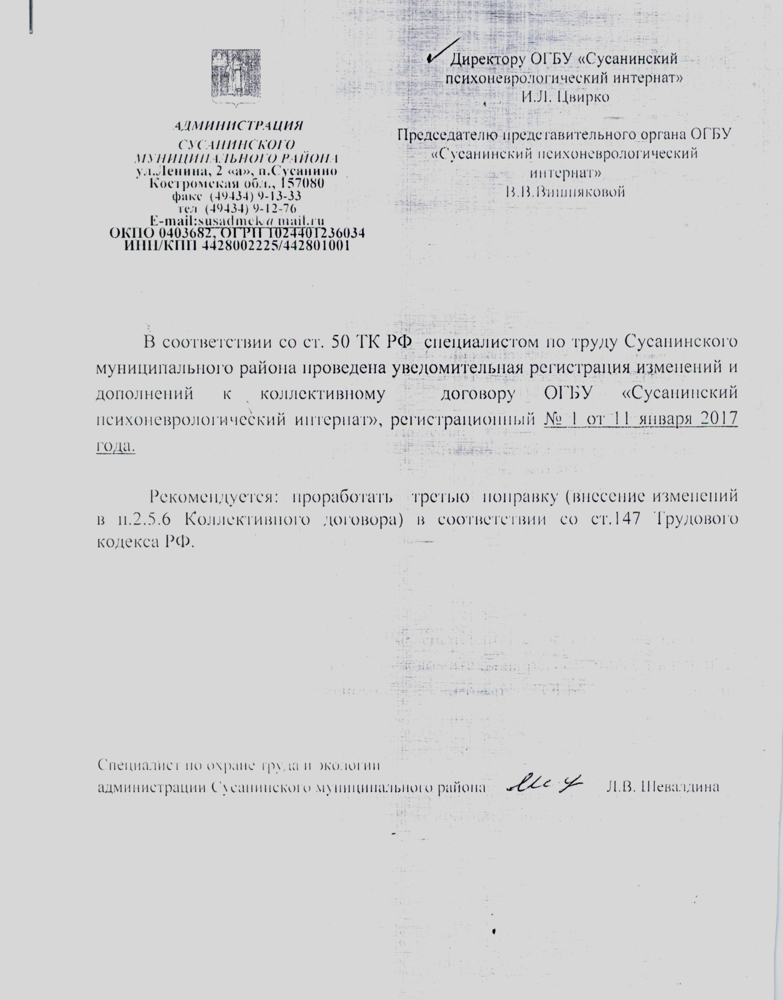 АДМИНИСТРАЦИЯ
СУСАНИНСКОГО
МУНИЦИПАЛЬНОГО РАЙОНА
ул.Ленина, 2 «а», п.Сусанино
Костромская обл., 157080
факс (49434) 9-13-33
тел (49434) 9-12-76
E-mail:susadmck@mail.ru
ОКПО 0403682, ОГРН 1024401236034
ИНН/КПП 4428002225/442801001
Директору ОГБУ «Сусанинский
психоневрологический интернат»
И.Л. Цвирко
Председателю представительного органа ОГБУ
«Сусанинский психоневрологический
интернат»
В.В.Вишняковой
В соответствии со ст. 50 ТК РФ специалистом по труду Сусанинского
муниципального района проведена уведомительная регистрация изменений и
дополнений к коллективному договору ОГБУ «Сусанинский
психоневрологический интернат», регистрационный № 1 от 11 января 2017
года.
Рекомендуется: проработать третью поправку (внесение изменений
в п.2.5.6 Коллективного договора) в соответствии со ст.147 Трудового
кодекса РФ.
Специалист по охране труда и экологии
администрации Сусанинского муниципального района Л.В. Шевалдина